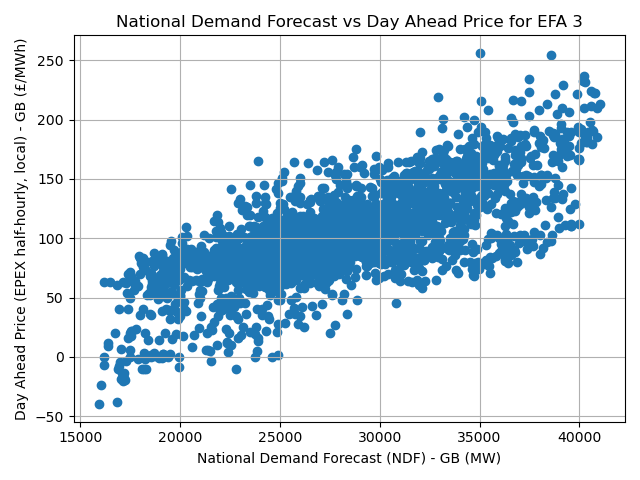 National Demand Forecast vs Day Ahead Price for EFA 3
Day Ahead Price (EPEX half-hourly, local) - GB (£/MWh)
250
200
150
100
50
0
−50
15000 20000 25000 30000 35000 40000
National Demand Forecast (NDF) - GB (MW)